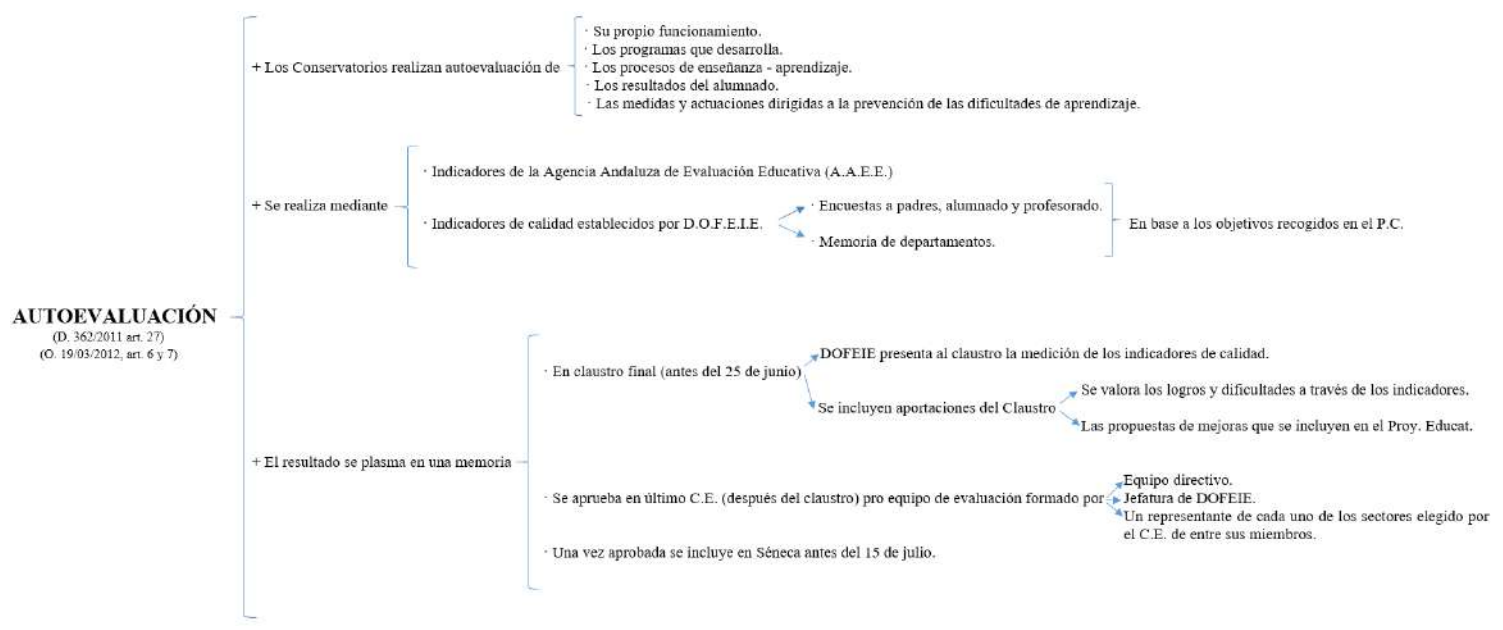 AUTOEVALUACIÓN
(D. 362/2011 art. 27)
(O. 19/03/2012, art. 6 y 7)
+ Los Conservatorios realizan autoevaluación de
· Su propio funcionamiento.
· Los programas que desarrolla.
· Los procesos de enseñanza - aprendizaje.
· Los resultados del alumnado.
· Las medidas y actuaciones dirigidas a la prevención de las dificultades de aprendizaje.
+ Se realiza mediante
· Indicadores de la Agencia Andaluza de Evaluación Educativa (A.A.E.E.)
· Indicadores de calidad establecidos por D.O.F.E.I.E.
· Encuestas a padres, alumnado y profesorado.
· Memoria de departamentos.
En base a los objetivos recogidos en el P.C.
+ El resultado se plasma en una memoria
· En claustro final (antes del 25 de junio)
DOFEIE presenta al claustro la medición de los indicadores de calidad.
Se incluyen aportaciones del Claustro
Se valora los logros y dificultades a través de los indicadores.
Las propuestas de mejoras que se incluyen en el Proy. Educat.
· Se aprueba en último C.E. (después del claustro) pro equipo de evaluación formado por
Equipo directivo.
Jefatura de DOFEIE.
Un representante de cada uno de los sectores elegido por
el C.E. de entre sus miembros.
· Una vez aprobada se incluye en Séneca antes del 15 de julio.